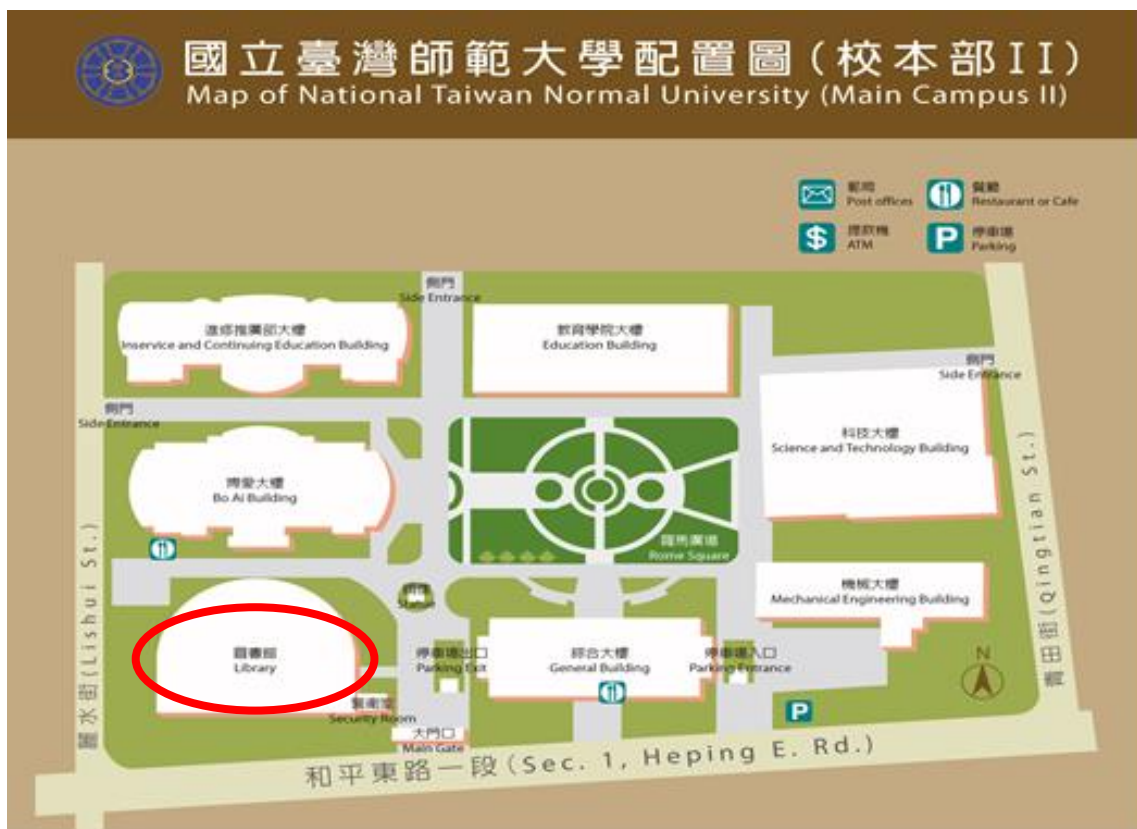 國立臺灣師範大學配置圖(校本部II)
Map of National Taiwan Normal University (Main Campus II)
郵局
Post offices
餐廳
Restaurant or Cafe
提款機
ATM
停車場
Parking
側門
Side Entrance
進修推廣部大樓
Inservice and Continuing Education Building
教育學院大樓
Education Building
側門
Side Entrance
側門
Side Entrance
科技大樓
Science and Technology Building
博愛大樓
Bo Ai Building
羅馬廣場
Rome Square
機械大樓
Mechanical Engineering Building
銅像
Statue
圖書館
Library
停車場出口
Parking Exit
綜合大樓
General Building
停車場入口
Parking Entrance
N
警衛室
Security Room
P
大門口
Main Gate
麗水街(Lishui St.)
青田街(Qingtian St.)
和平東路一段(Sec. 1, Heping E. Rd.)